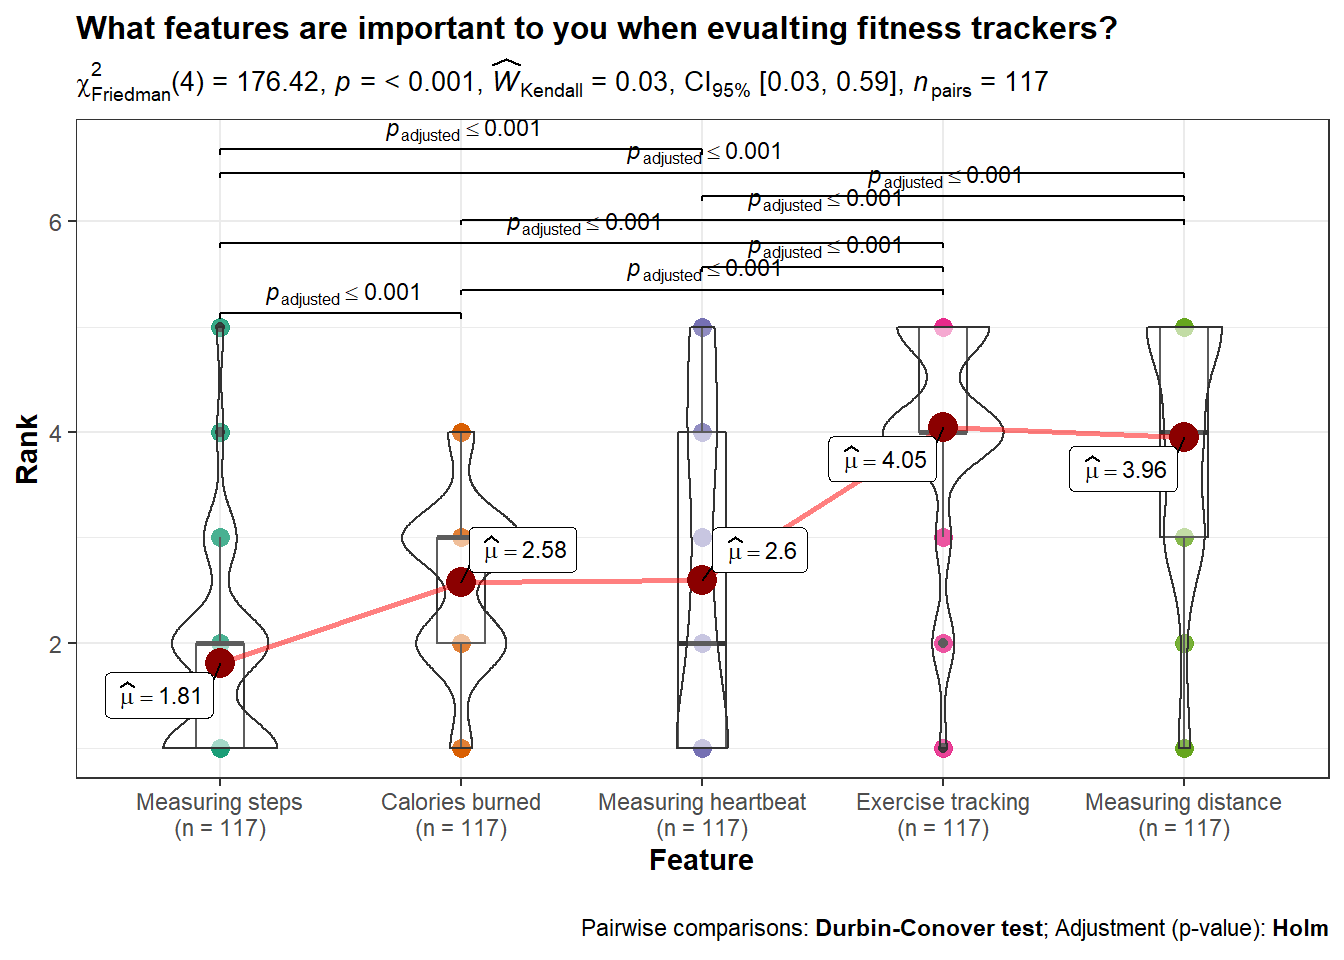 What features are important to you when evualting fitness trackers?
χ²Friedman(4) = 176.42, p = < 0.001, ŴKendall = 0.03, CI95% [0.03, 0.59], npairs = 117
padjusted ≤ 0.001
padjusted ≤ 0.001
padjusted ≤ 0.001
padjusted ≤ 0.001
padjusted ≤ 0.001
padjusted ≤ 0.001
padjusted ≤ 0.001
padjusted ≤ 0.001
6
4
2
Rank
μ̂ = 1.81
μ̂ = 2.58
μ̂ = 2.6
μ̂ = 4.05
μ̂ = 3.96
Measuring steps
(n = 117)
Calories burned
(n = 117)
Measuring heartbeat
(n = 117)
Exercise tracking
(n = 117)
Measuring distance
(n = 117)
Feature
Pairwise comparisons: Durbin-Conover test; Adjustment (p-value): Holm